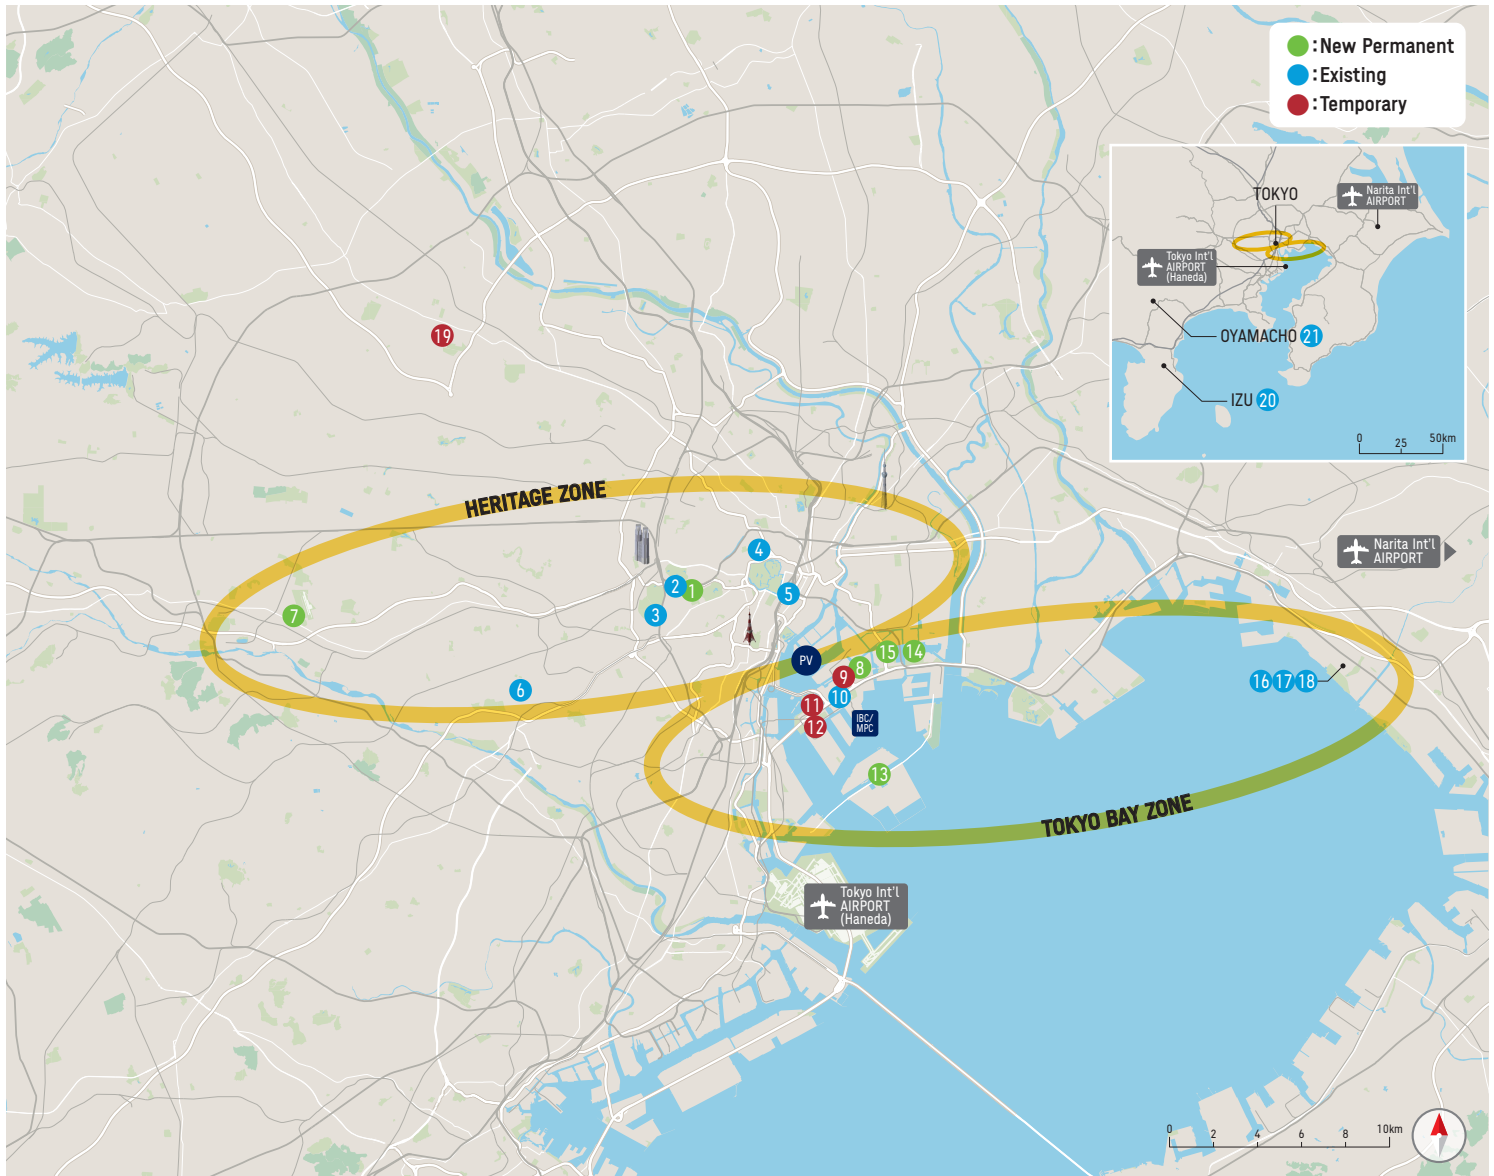 :New Permanent
:Existing
:Temporary
TOKYO
Narita Int'l
AIRPORT
Tokyo Int'l
AIRPORT
(Haneda)
OYAMACHO 21
IZU 20
0 25 50km
19
HERITAGE ZONE
4
Narita Int'l
AIRPORT
2 1
5
7
3
15 14
PV
8
9
16 17 18
6
10
11
12
IBC/
MPC
13
TOKYO BAY ZONE
Tokyo Int'l
AIRPORT
(Haneda)
0 2 4 6 8 10km